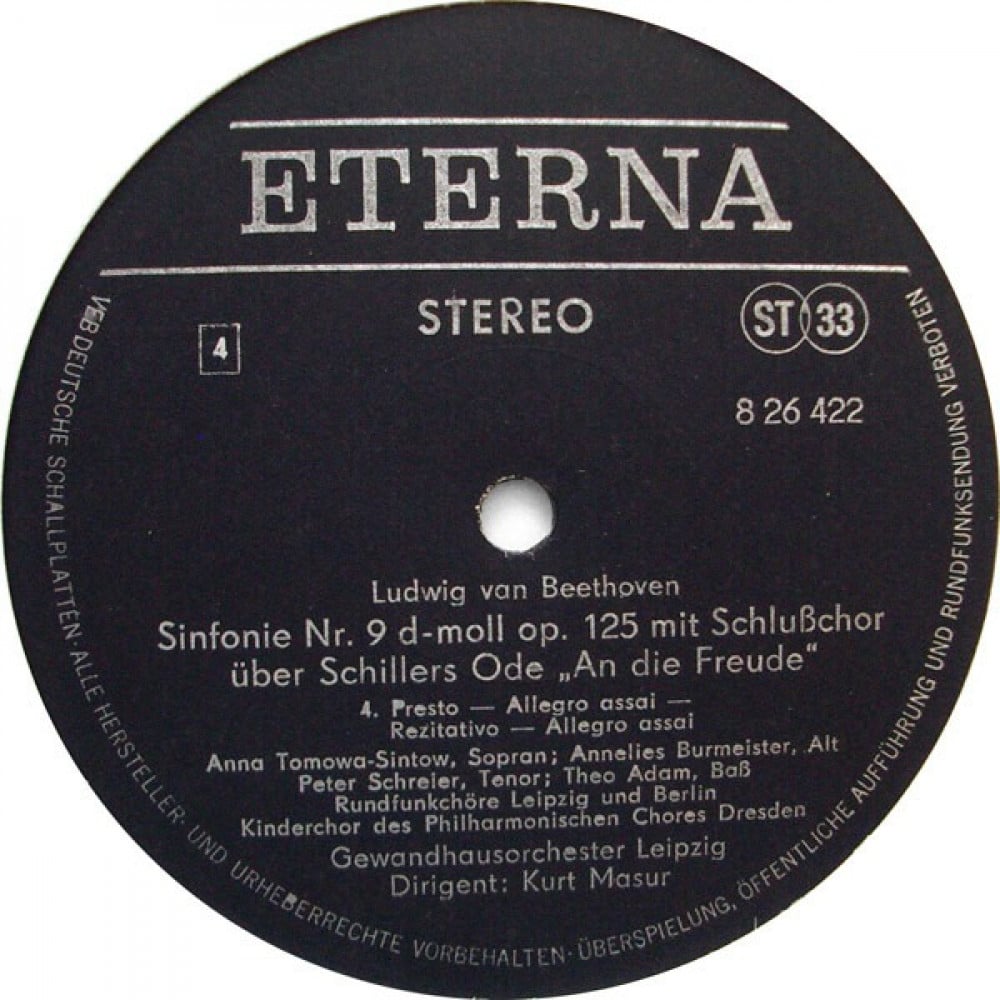 ETERNA
STEREO
ST 33
4
8 26 422
Ludwig van Beethoven
Sinfonie Nr. 9 d-moll op. 125 mit Schlußchor
über Schillers Ode „An die Freude“
4. Presto — Allegro assai —
Rezitativo — Allegro assai
Anna Tomowa-Sintow, Sopran; Annelies Burmeister, Alt
Peter Schreier, Tenor; Theo Adam, Baß
Rundfunkchöre Leipzig und Berlin
Kinderchor des Philharmonischen Chores Dresden
Gewandhausorchester Leipzig
Dirigent: Kurt Masur
VEB DEUTSCHE SCHALLPLATTEN · ALLE HERSTELLER- UND URHEBERRECHTE VORBEHALTEN · ÜBERSPIELUNG, ÖFFENTLICHE AUFFÜHRUNG UND RUNDFUNKSENDUNG VERBOTEN